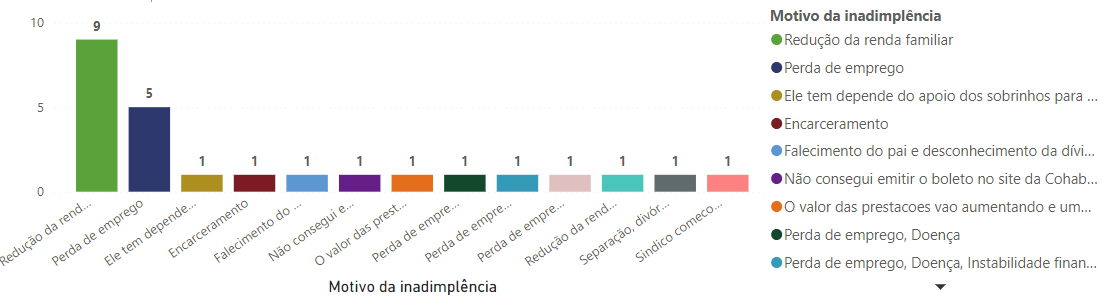 10
5
0
9
5
1
1
1
1
1
1
1
1
1
1
1
Redução da rend...
Perda de emprego
Ele tem depende...
Encarceramento
Falecimento do ...
Não consegui e...
O valor das prest...
Perda de empre...
Perda de empre...
Perda de empre...
Redução da rend...
Separação, divór...
Sindico começo...
Motivo da inadimplência
Motivo da inadimplência
Redução da renda familiar
Perda de emprego
Ele tem depende do apoio dos sobrinhos para ...
Encarceramento
Falecimento do pai e desconhecimento da dívi...
Não consegui emitir o boleto no site da Cohab...
O valor das prestacoes vao aumentando e um...
Perda de emprego, Doença
Perda de emprego, Doença, Instabilidade finan...